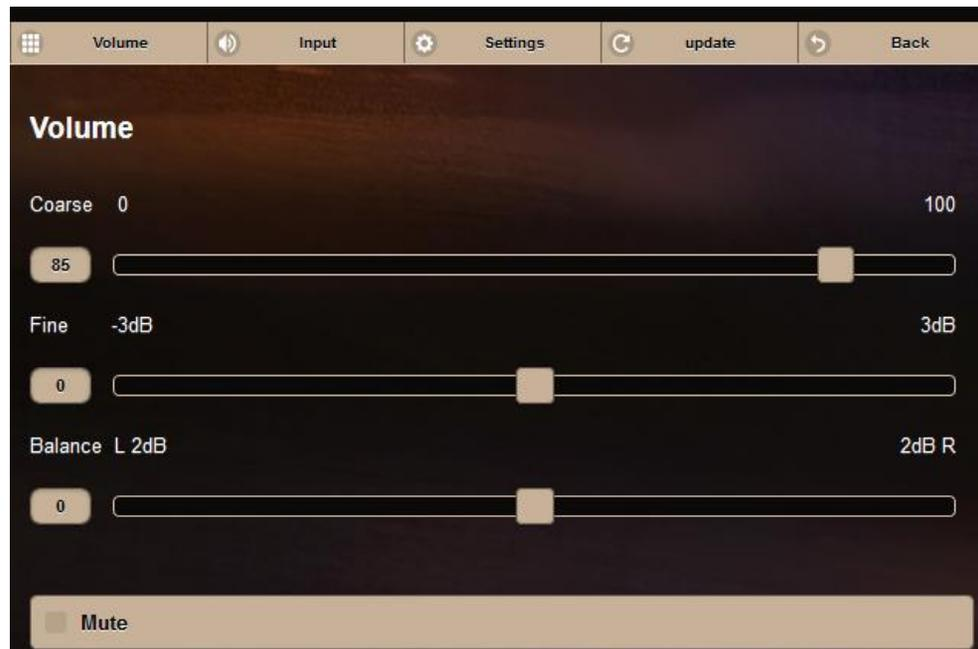 Volume Input Settings update Back
Volume
Coarse 0 100
85
Fine -3dB 3dB
0
Balance L 2dB 2dB R
0
Mute